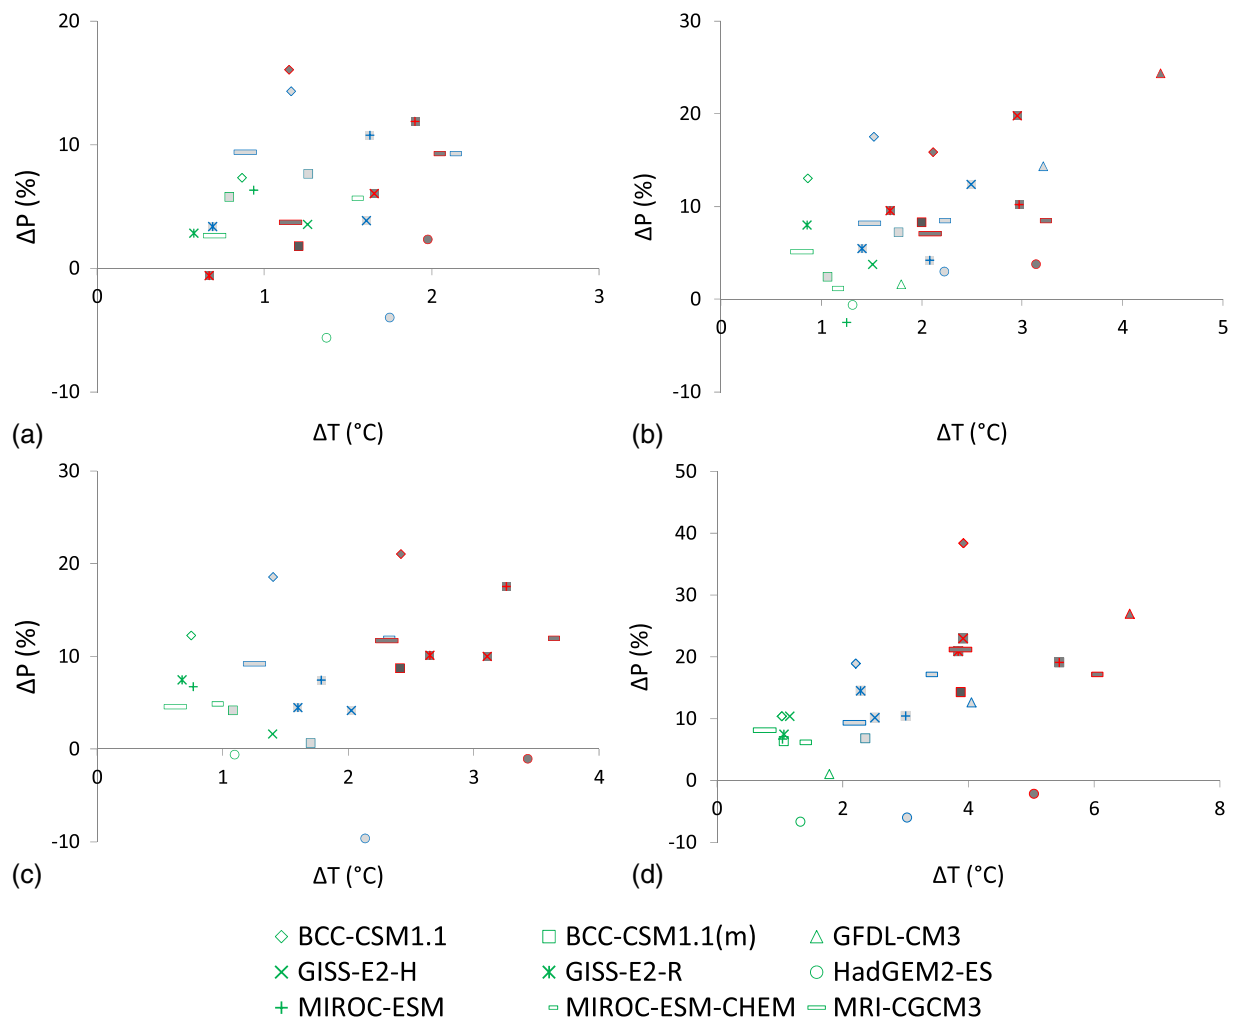 20
10
0
-10
0
1
2
3
ΔP (%)
(a)
ΔT (°C)
30
20
10
0
-10
0
1
2
3
4
5
ΔP (%)
(b)
ΔT (°C)
30
20
10
0
-10
0
1
2
3
4
ΔP (%)
(c)
ΔT (°C)
50
40
30
20
10
0
-10
0
2
4
6
8
ΔP (%)
(d)
ΔT (°C)
BCC-CSM1.1 BCC-CSM1.1(m) GFDL-CM3
GISS-E2-H GISS-E2-R HadGEM2-ES
MIROC-ESM MIROC-ESM-CHEM MRI-CGCM3